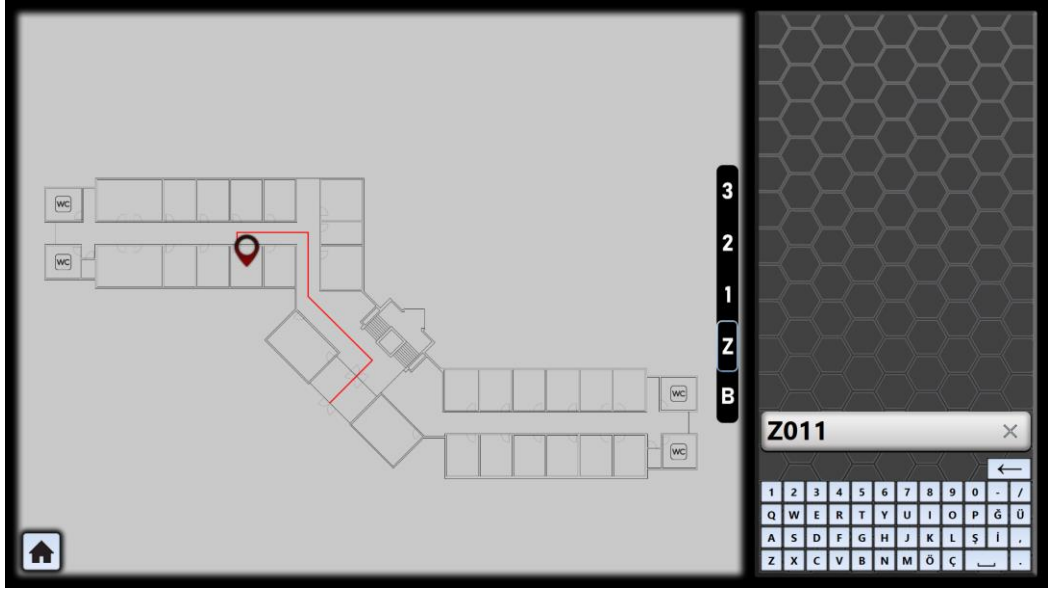 WC
WC
WC
WC
3
2
1
Z
B
Z011 ×
←
1 2 3 4 5 6 7 8 9 0 - /
Q W E R T Y U I O P Ğ Ü
A S D F G H J K L Ş İ ,
Z X C V B N M Ö Ç .